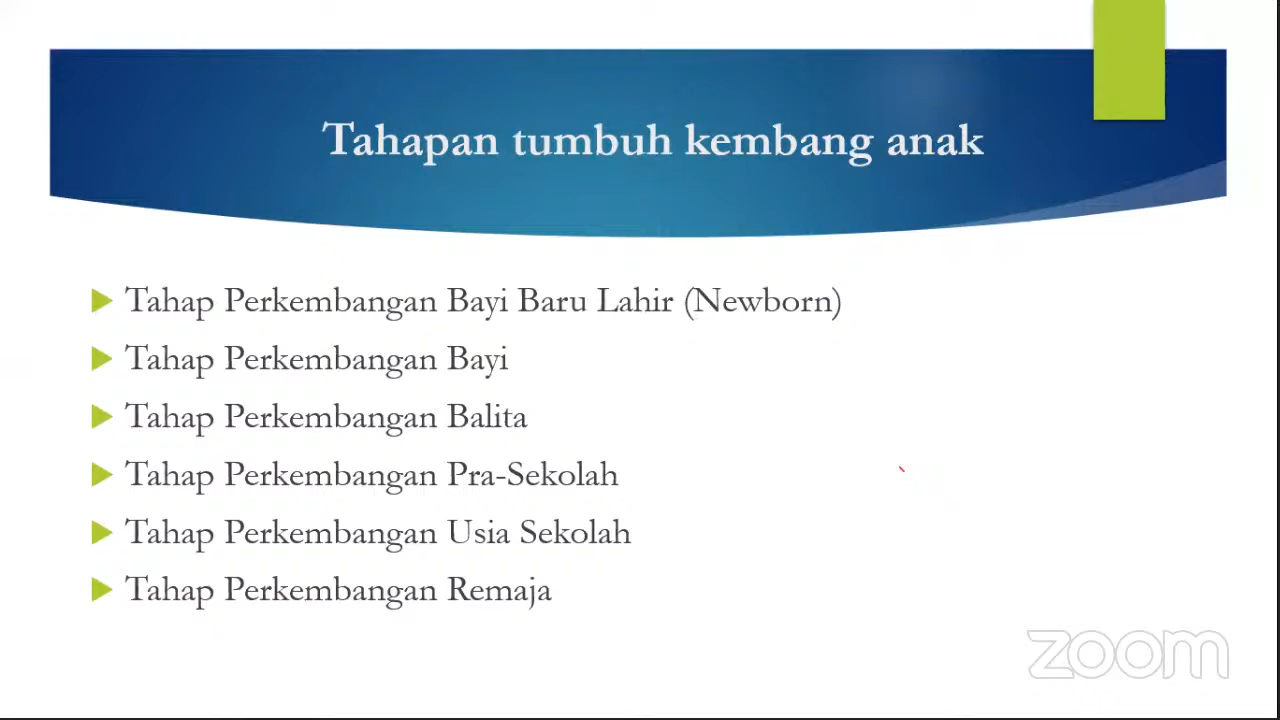 Tahapan tumbuh kembang anak
Tahap Perkembangan Bayi Baru Lahir (Newborn)
Tahap Perkembangan Bayi
Tahap Perkembangan Balita
Tahap Perkembangan Pra-Sekolah
Tahap Perkembangan Usia Sekolah
Tahap Perkembangan Remaja
zoom